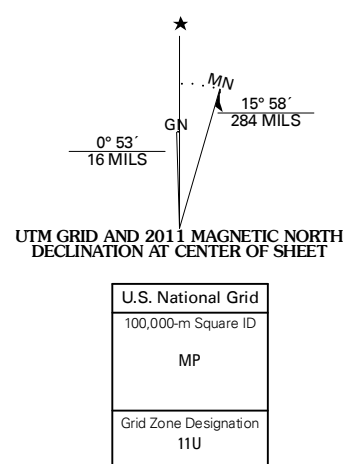 MN
15° 58´
284 MILS
GN
0° 53´
16 MILS
UTM GRID AND 2011 MAGNETIC NORTH
DECLINATION AT CENTER OF SHEET
U.S. National Grid
100,000-m Square ID
MP
Grid Zone Designation
11U